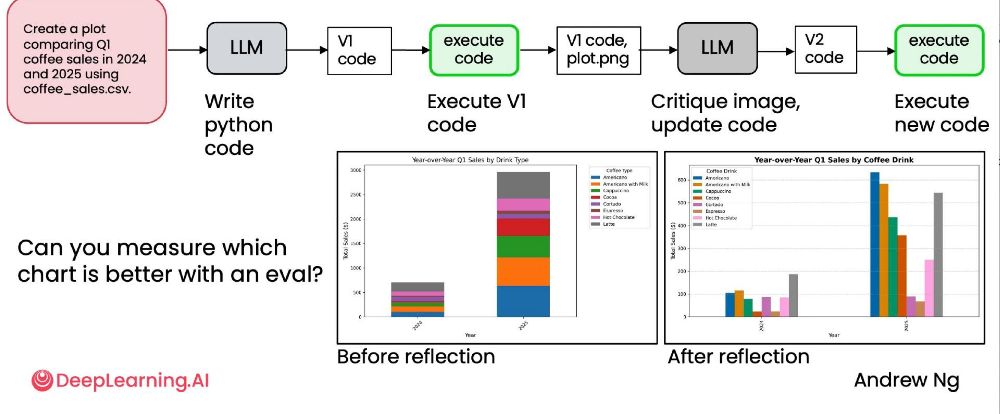 Create a plot
comparing Q1
coffee sales in 2024
and 2025 using
coffee_sales.csv.
LLM
V1
code
execute
code
V1 code,
plot.png
LLM
V2
code
execute
code
Write
python
code
Execute V1
code
Critique image,
update code
Execute
new code
Can you measure which
chart is better with an eval?
Year-over-Year Q1 Sales by Drink Type
Total Sales ($)
3000
2500
2000
1500
1000
500
0
2024
2025
Year
Coffee Type
Americano
Americano with Milk
Cappuccino
Cocoa
Cortado
Espresso
Hot Chocolate
Latte
Before reflection
Year-over-Year Q1 Sales by Coffee Drink
Total Sales ($)
600
500
400
300
200
100
0
2024
2025
Year
Coffee Drink
Americano
Americano with Milk
Cappuccino
Cocoa
Cortado
Espresso
Hot Chocolate
Latte
After reflection
DeepLearning.AI
Andrew Ng